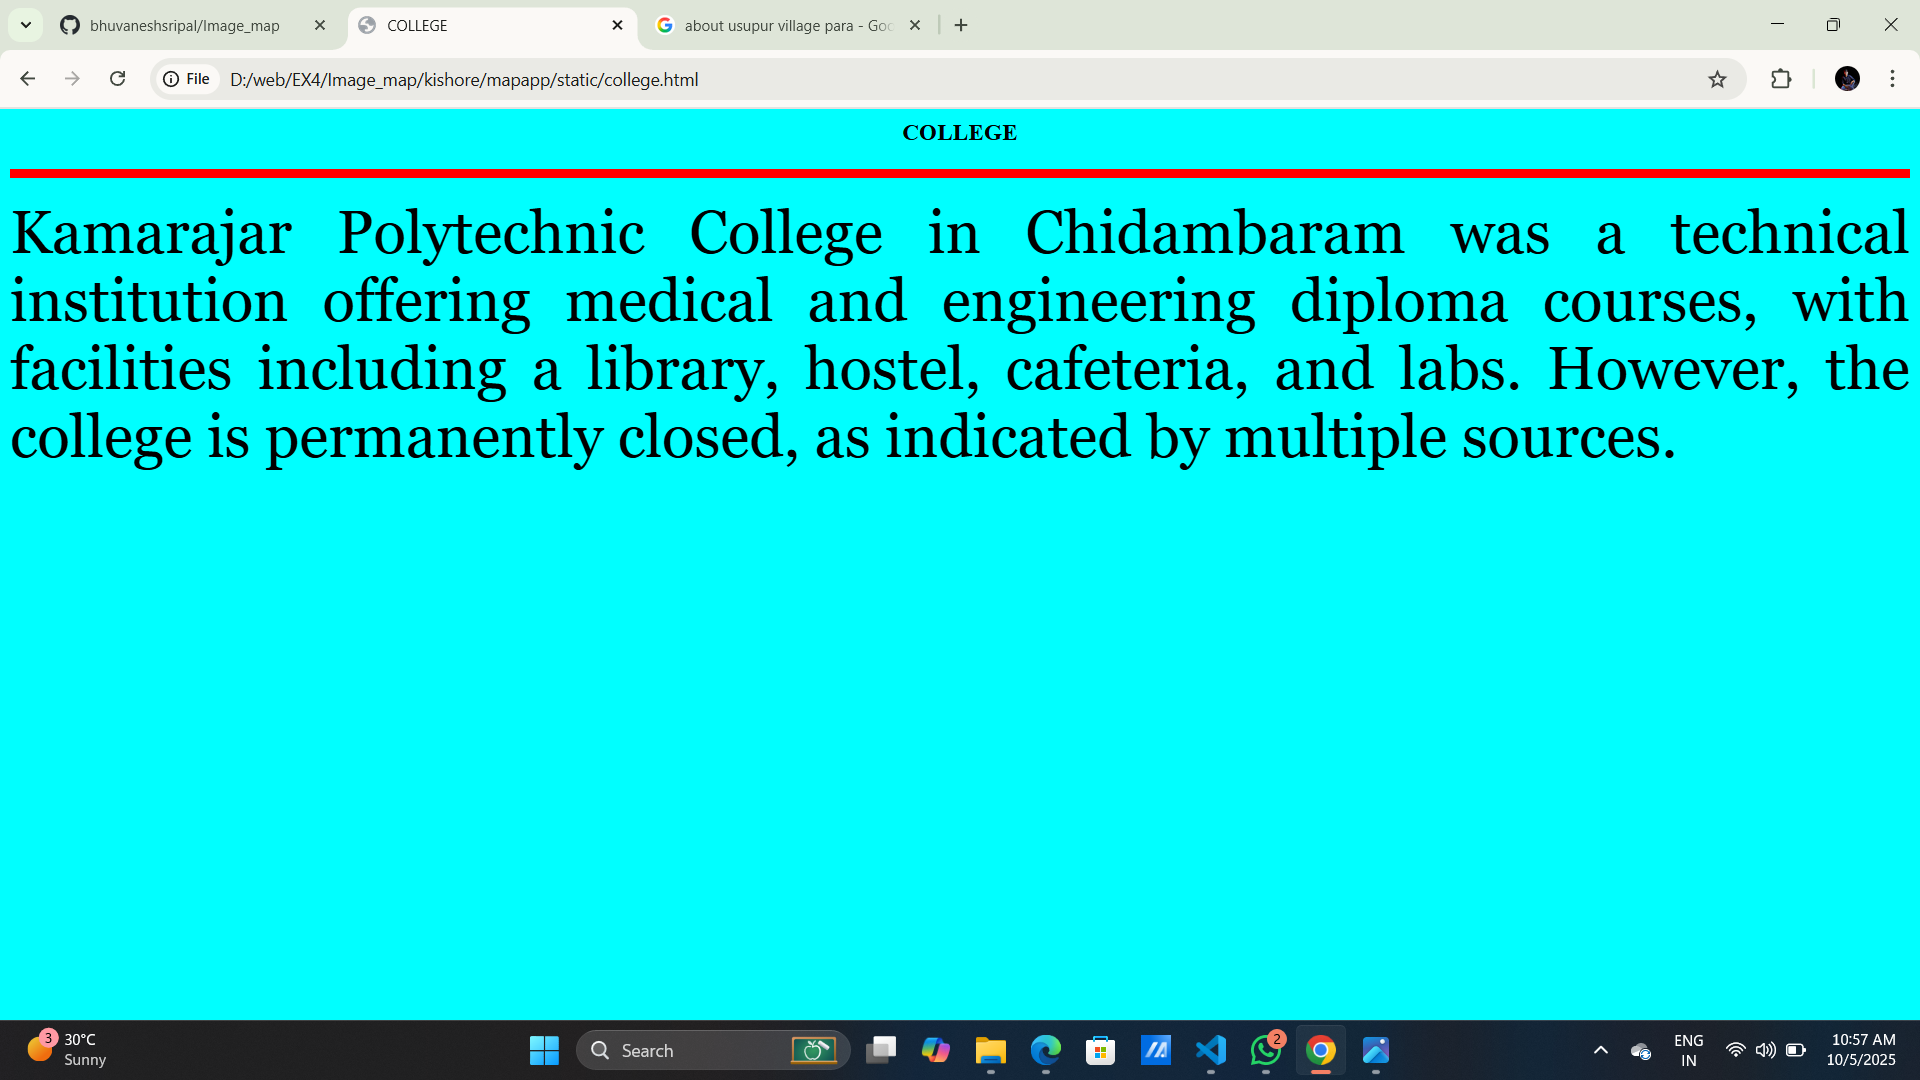 bhuvaneshsripal/Image_map
COLLEGE
about usupur village para - Goo
File
D:/web/EX4/Image_map/kishore/mapapp/static/college.html
COLLEGE
Kamarajar Polytechnic College in Chidambaram was a technical
institution offering medical and engineering diploma courses, with
facilities including a library, hostel, cafeteria, and labs. However, the
college is permanently closed, as indicated by multiple sources.
3
30°C
Sunny
Search
2
ENG
IN
10:57 AM
10/5/2025